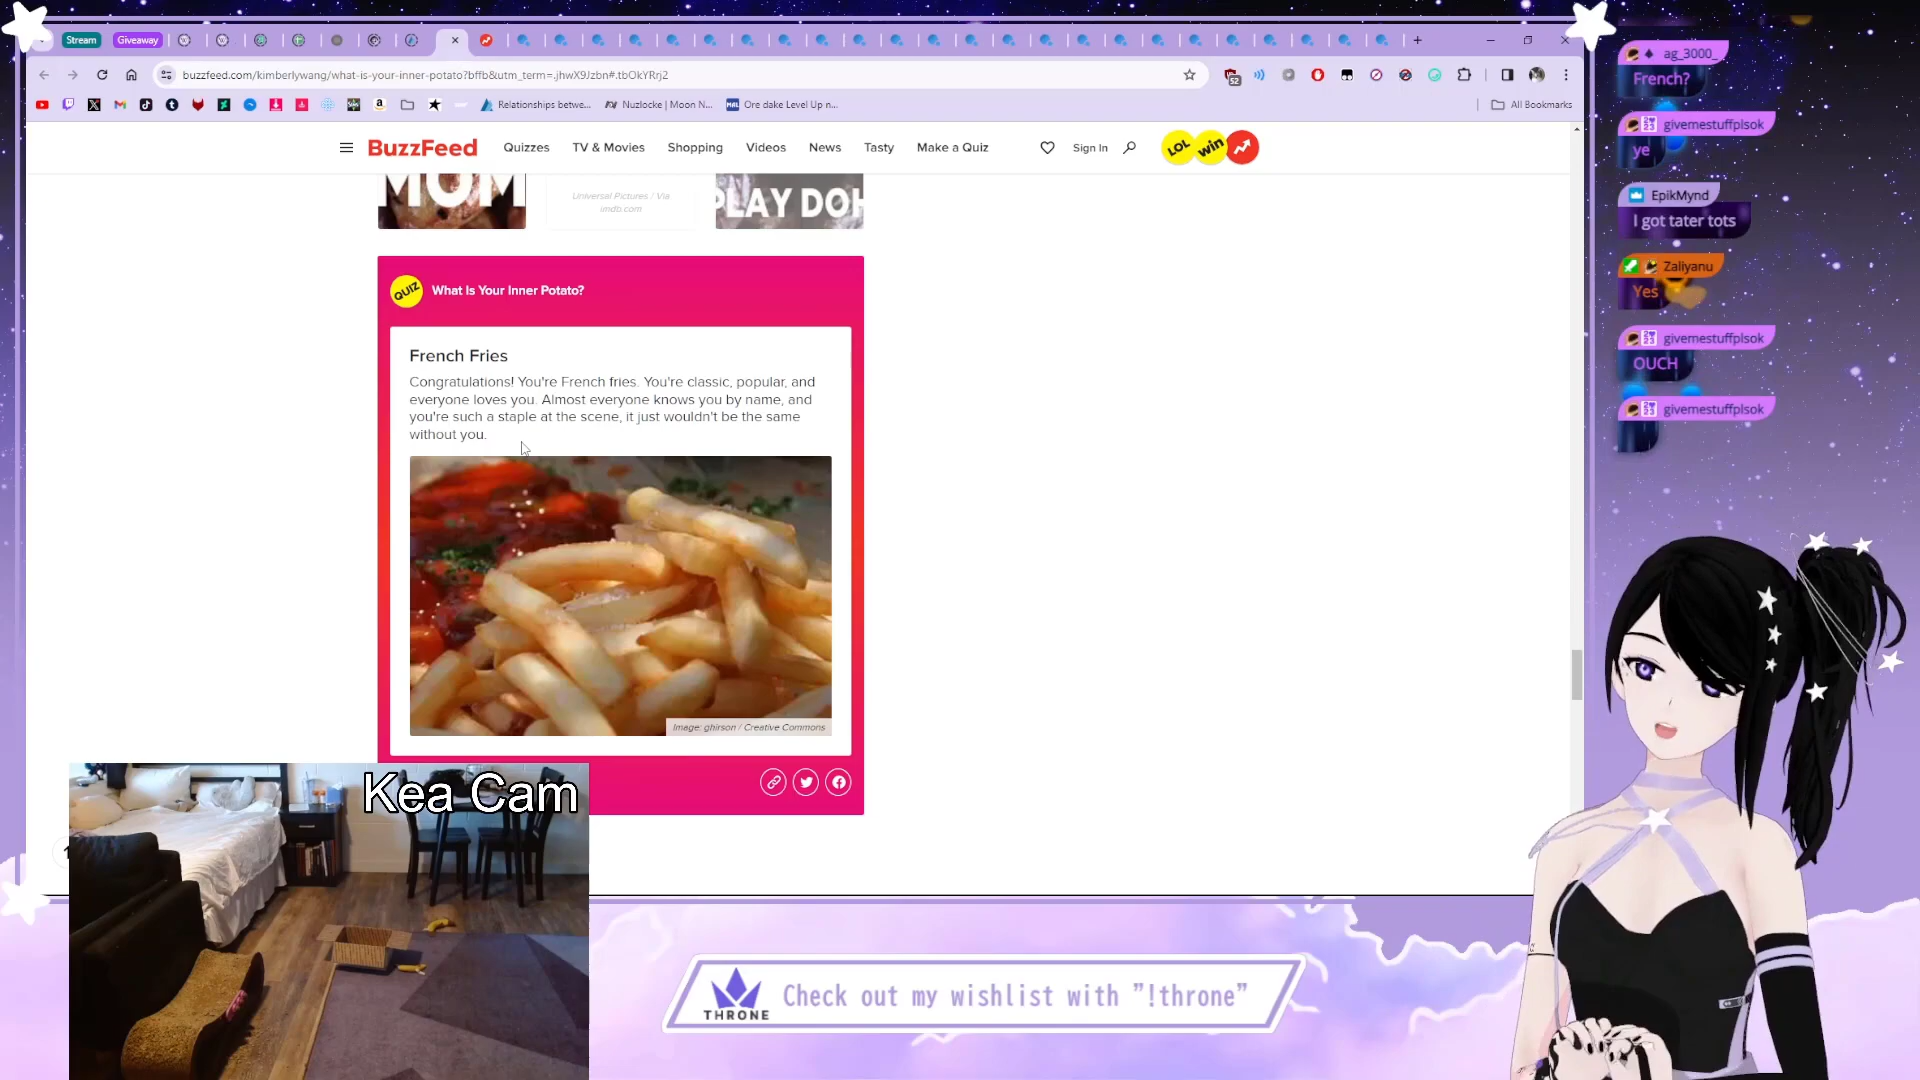 Stream
Giveaway
buzzfeed.com/kimberlywang/what-is-your-inner-potato?bffb&utm_term=.jhwX9Jzbn#.tbOkYRrj2
52
Relationships betwe...
Nuzlocke | Moon N...
Ore dake Level Up n...
All Bookmarks
BuzzFeed
Quizzes
TV & Movies
Shopping
Videos
News
Tasty
Make a Quiz
Sign In
LOL
win
MOM
Universal Pictures / Via
imdb.com
PLAY DOH
QUIZ
What Is Your Inner Potato?
French Fries
Congratulations! You're French fries. You're classic, popular, and
everyone loves you. Almost everyone knows you by name, and
you're such a staple at the scene, it just wouldn't be the same
without you.
Image: ghirson / Creative Commons
Kea Cam
THRONE
Check out my wishlist with "!throne"
ag_3000_
French?
givemestuffplsok
ye
EpikMynd
I got tater tots
Zaliyanu
Yes
givemestuffplsok
OUCH
givemestuffplsok